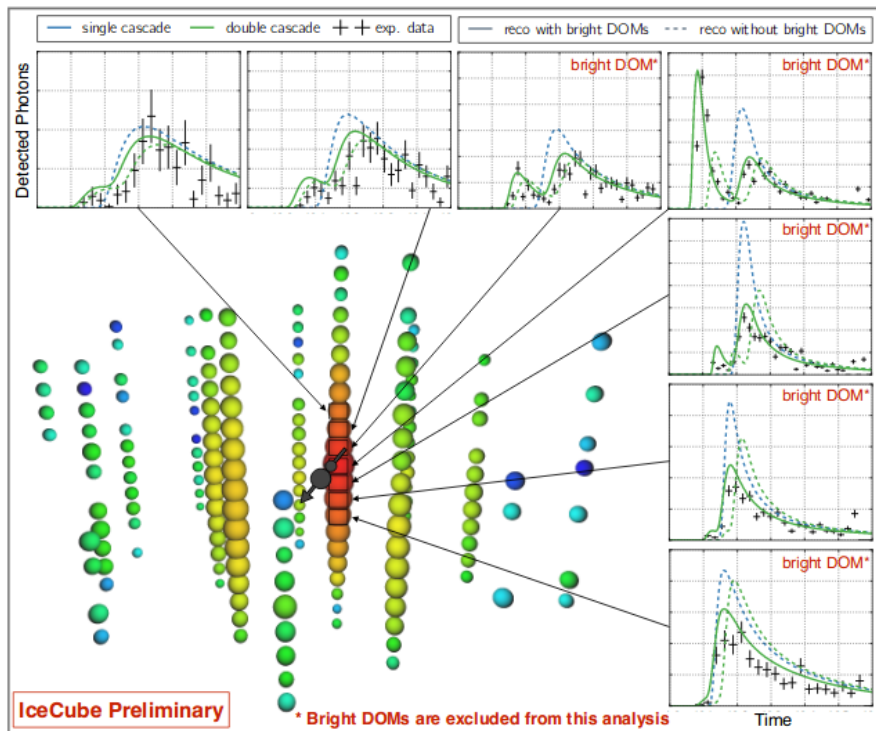 single cascade double cascade exp. data reco with bright DOMs reco without bright DOMs
Detected Photons
bright DOM*
bright DOM*
bright DOM*
bright DOM*
bright DOM*
IceCube Preliminary
* Bright DOMs are excluded from this analysis
Time